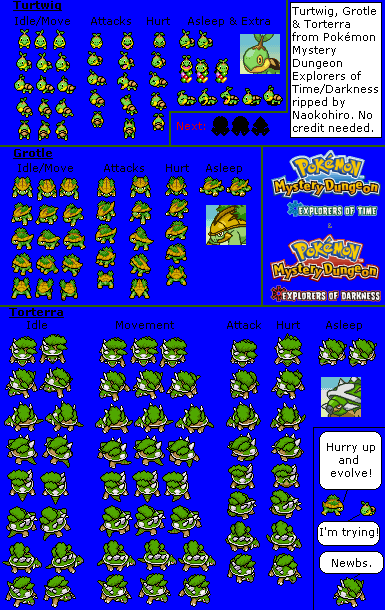 Turtwig
Idle/Move Attacks Hurt *Asleep & Extra
Turtwig, Grotle
& Torterra
from Pokémon
Mystery
Dungeon
Explorers of
Time/Darkness
ripped by
Naokohiro. No
credit needed.
Next:
Grotle
Idle/Move Attacks Hurt Asleep
POKéMON
Mystery Dungeon
EXPLORERS OF TIME
&
POKéMON
Mystery Dungeon
EXPLORERS OF DARKNESS
Torterra
Idle Movement Attack Hurt Asleep
Hurry up
and
evolve!
I'm trying!
Newbs.